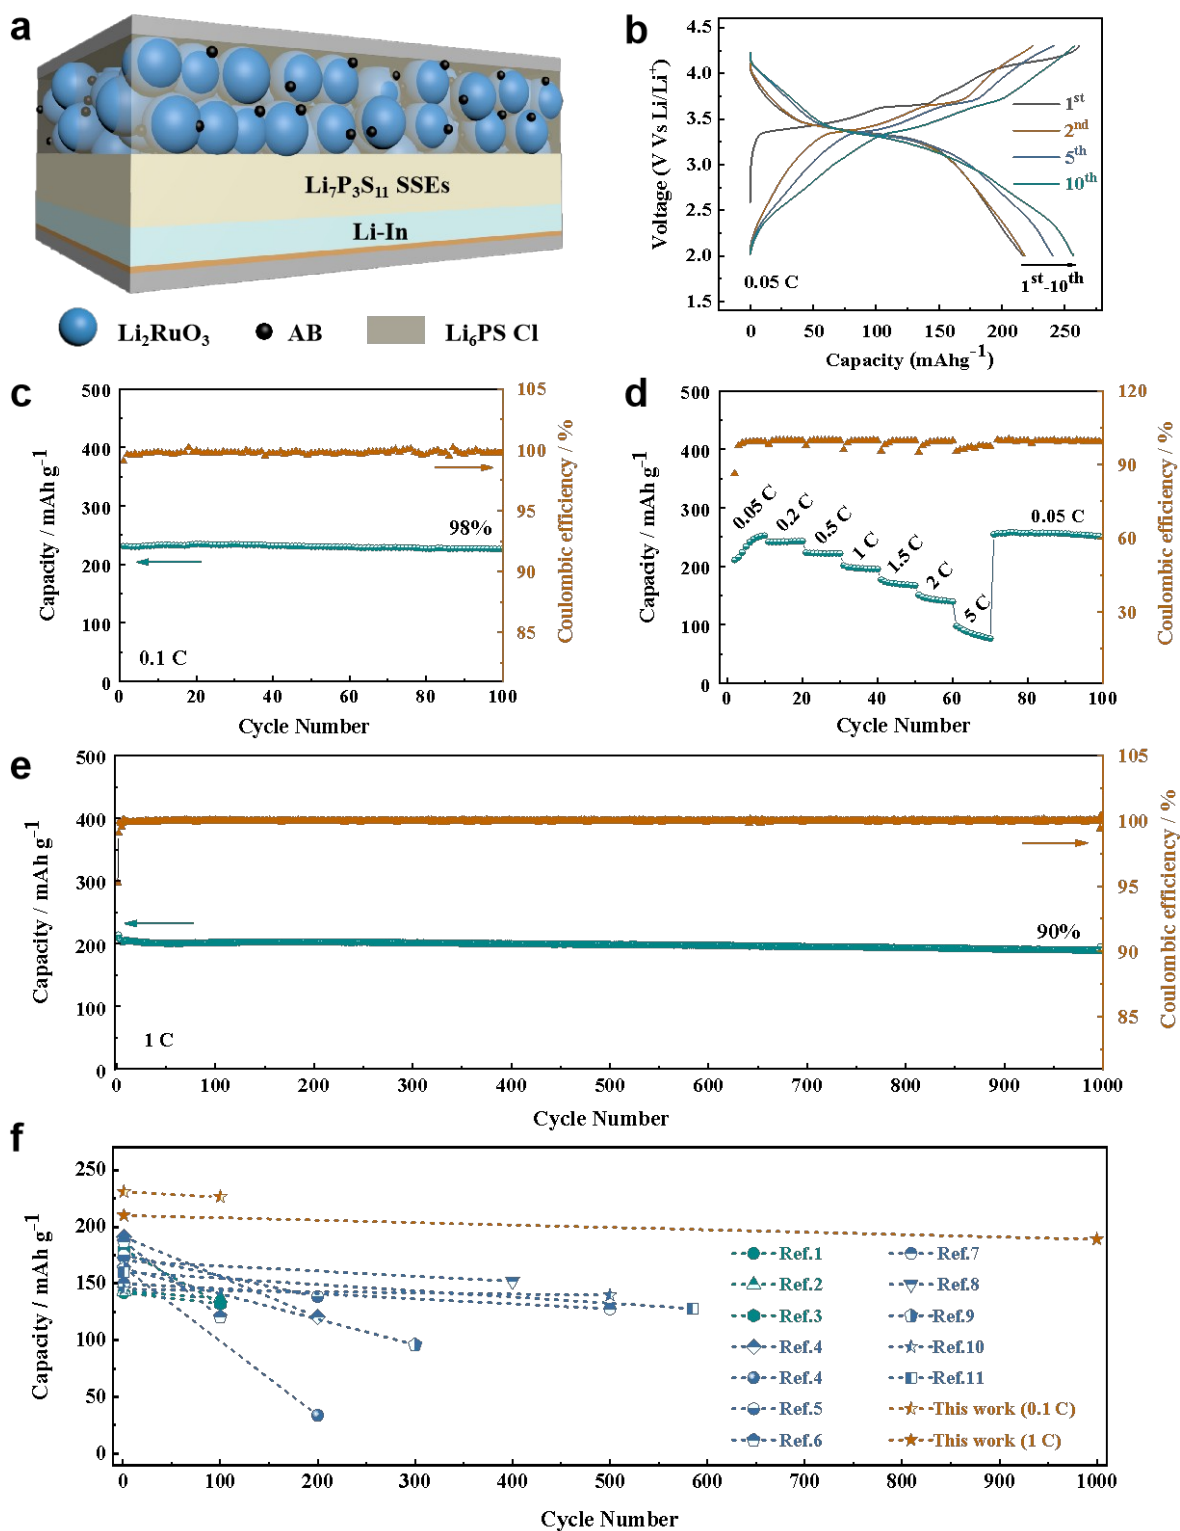 a
Li₇P₃S₁₁ SSEs
Li-In
Li₂RuO₃
AB
Li₆PS Cl
b
Voltage (V Vs Li/Li⁺)
4.5
4.0
3.5
3.0
2.5
2.0
1.5
1ˢᵗ
2ⁿᵈ
5ᵗʰ
10ᵗʰ
0.05 C
1ˢᵗ-10ᵗʰ
0 50 100 150 200 250
Capacity (mAhg⁻¹)
c
Capacity / mAh g⁻¹
500
400
300
200
100
0
98%
0.1 C
105
100
95
90
85
Coulombic efficiency / %
0 20 40 60 80 100
Cycle Number
d
Capacity / mAh g⁻¹
500
400
300
200
100
0
0.05 C
0.2 C
0.5 C
1 C
1.5 C
2 C
5 C
0.05 C
120
90
60
30
Coulombic efficiency / %
0 20 40 60 80 100
Cycle Number
e
Capacity / mAh g⁻¹
500
400
300
200
100
0
90%
1 C
105
100
95
90
85
Coulombic efficiency / %
0 100 200 300 400 500 600 700 800 900 1000
Cycle Number
f
Capacity / mAh g⁻¹
250
200
150
100
50
0
Ref.1
Ref.2
Ref.3
Ref.4
Ref.4
Ref.5
Ref.6
Ref.7
Ref.8
Ref.9
Ref.10
Ref.11
This work (0.1 C)
This work (1 C)
0 100 200 300 400 500 600 700 800 900 1000
Cycle Number